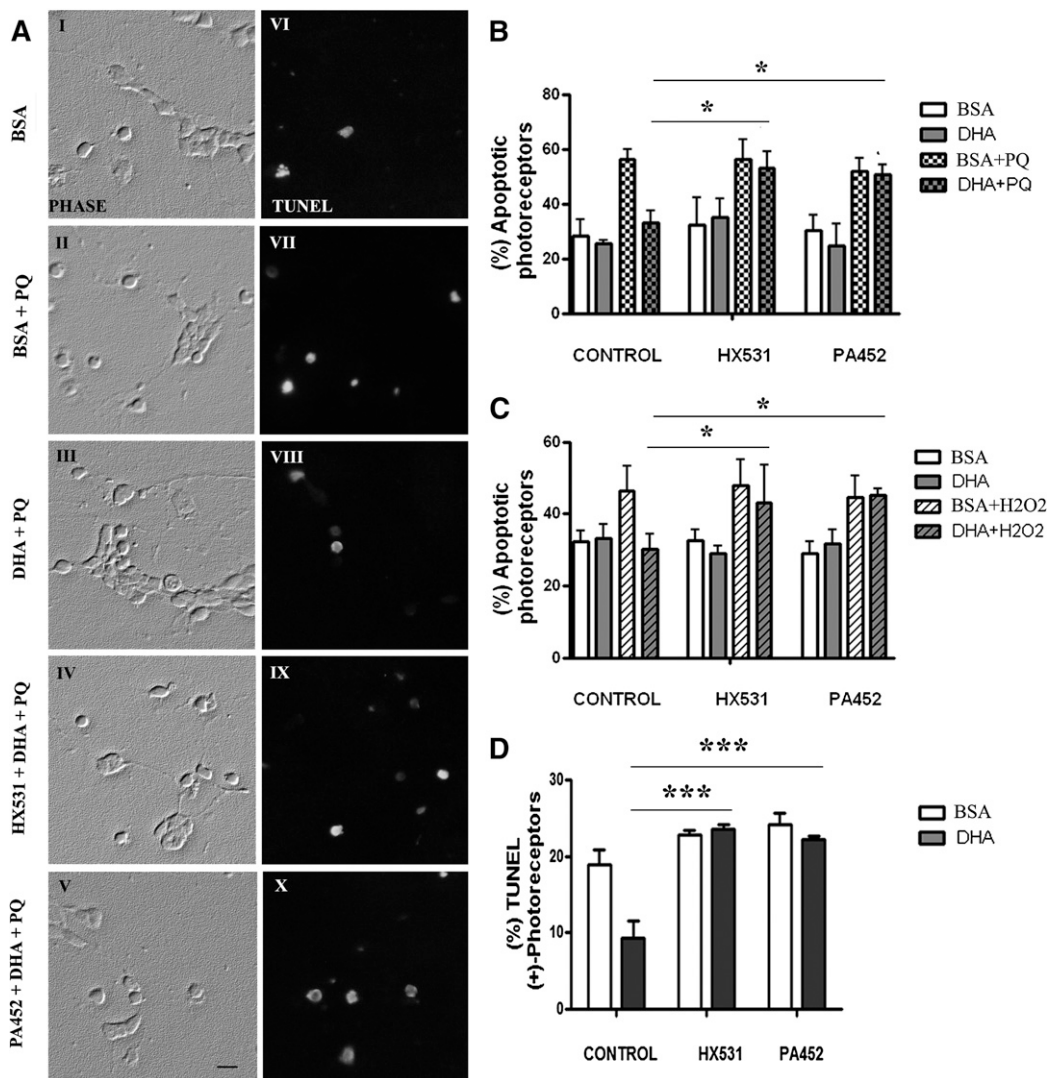 A
BSA
I
PHASE
VI
TUNEL
BSA + PQ
II
VII
DHA + PQ
III
VIII
HX531 + DHA + PQ
IV
IX
PA452 + DHA + PQ
V
X
B
(%) Apoptotic
photoreceptors
80
60
40
20
0
*
*
CONTROL
HX531
PA452
BSA
DHA
BSA+PQ
DHA+PQ
C
(%) Apoptotic
photoreceptors
60
40
20
0
*
*
CONTROL
HX531
PA452
BSA
DHA
BSA+H2O2
DHA+H2O2
D
(%) TUNEL
(+)-Photoreceptors
30
20
10
0
***
***
CONTROL
HX531
PA452
BSA
DHA